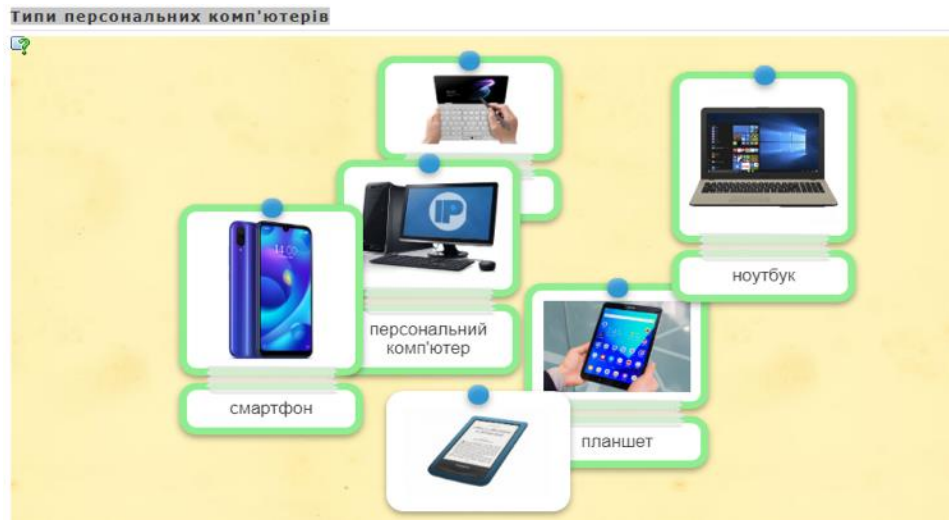 Типи персональних комп'ютерів
ноутбук
персональний
комп'ютер
смартфон
планшет